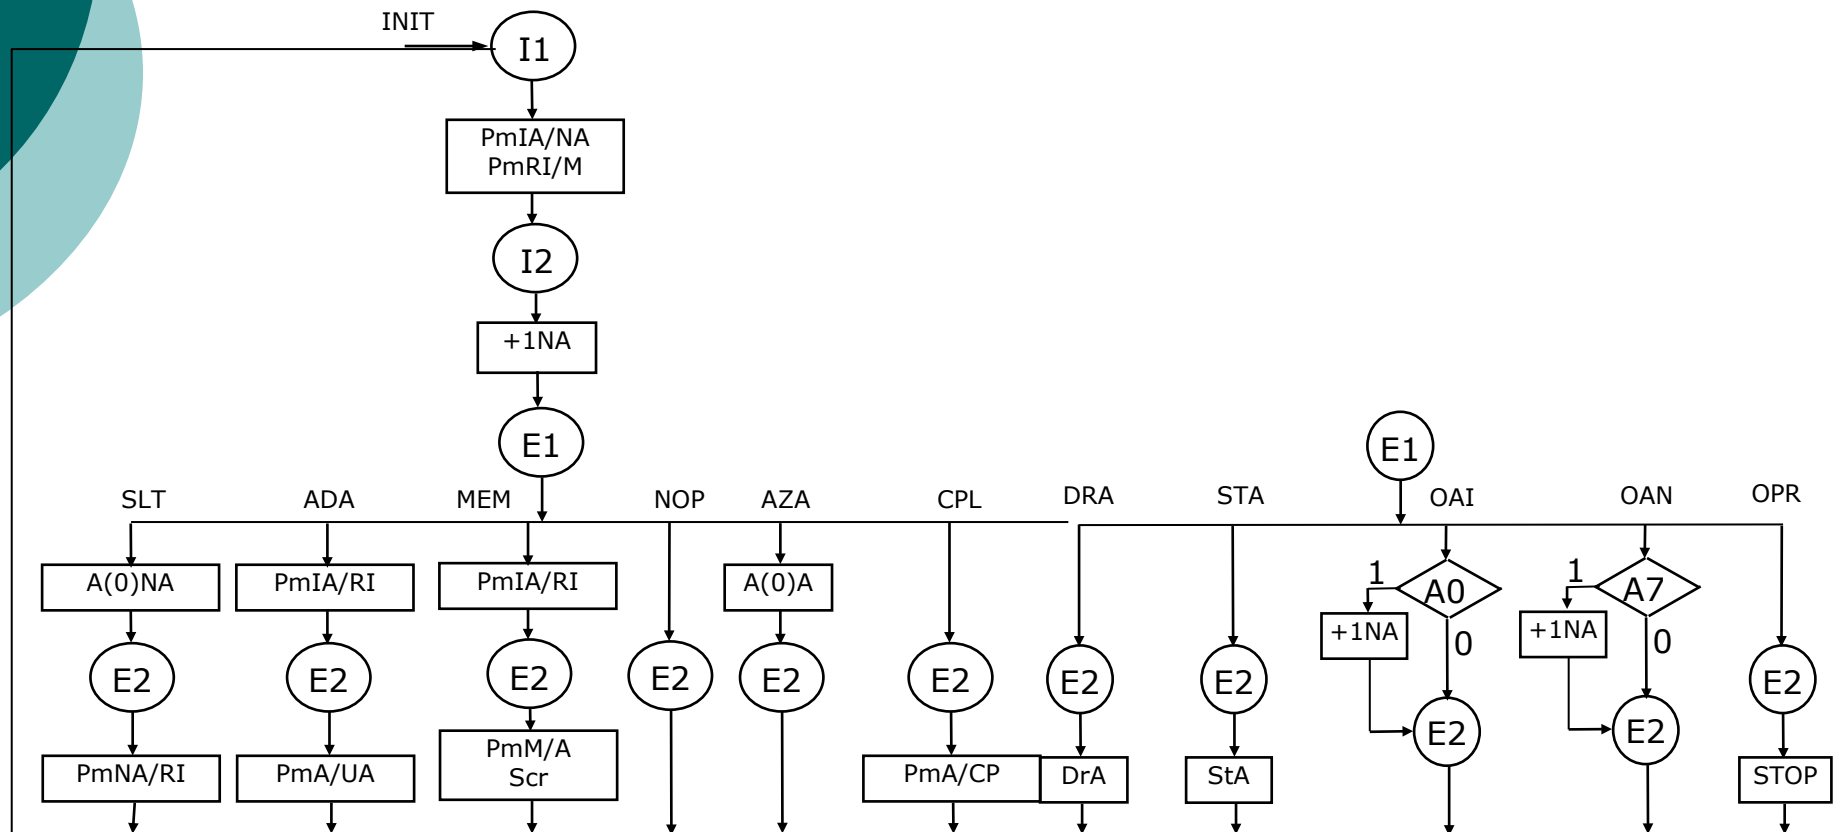 INIT
I1
PmIA/NA
PmRI/M
I2
+1NA
E1
E1
SLT ADA MEM NOP AZA CPL DRA STA OAI OAN OPR
A(0)NA PmIA/RI PmIA/RI A(0)A 1 A0 1 A7
+1NA 0 +1NA 0
E2 E2 E2 E2 E2 E2 E2 E2 E2 E2 E2
PmNA/RI PmA/UA PmM/A PmA/CP DrA StA STOP
Scr